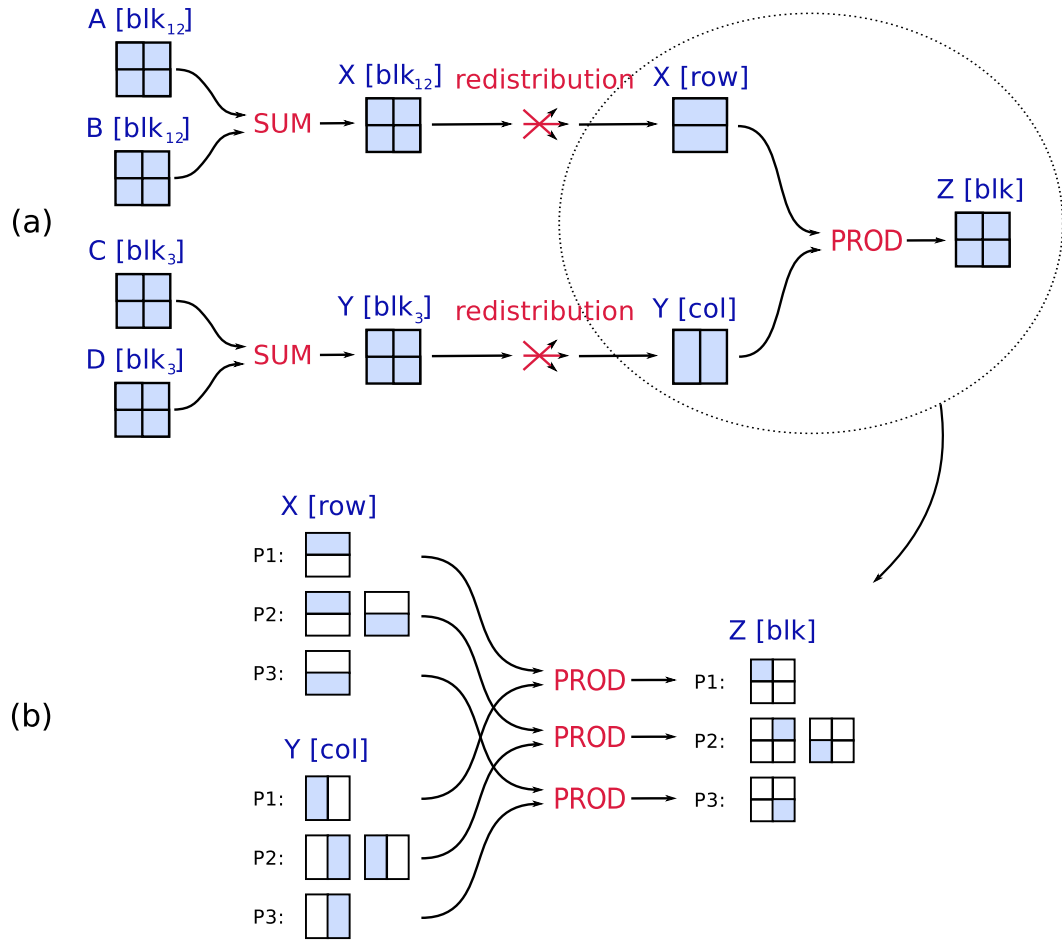 A [blk₁₂]
X [blk₁₂] redistribution X [row]
B [blk₁₂] SUM
Z [blk]
(a)
PROD
C [blk₃]
Y [blk₃] redistribution Y [col]
D [blk₃] SUM
X [row]
P1:
P2:
P3:
Z [blk]
PROD P1:
(b)
PROD P2:
Y [col]
P1: PROD P3:
P2:
P3: